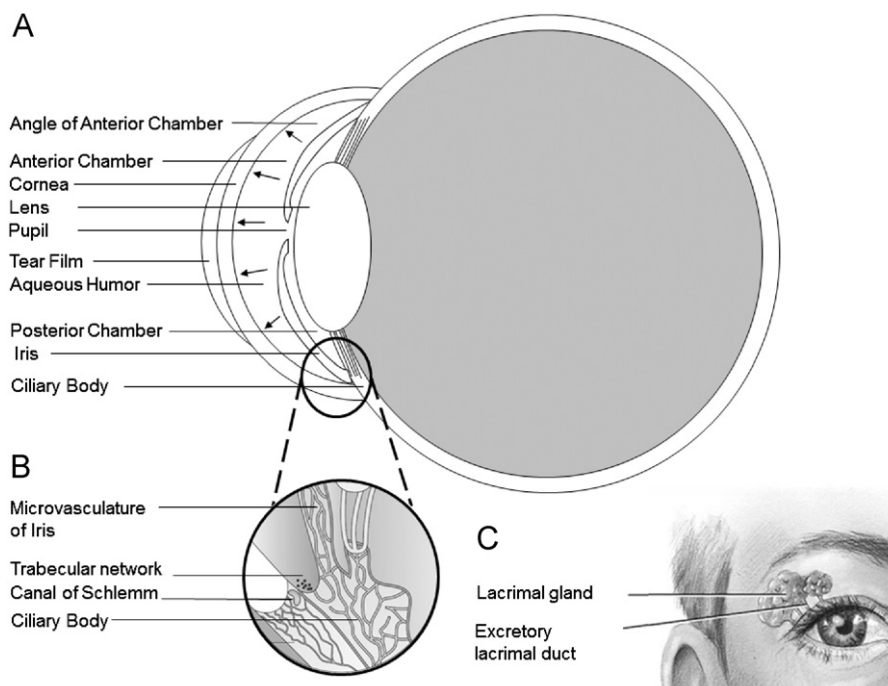 A
Angle of Anterior Chamber
Anterior Chamber
Cornea
Lens
Pupil
Tear Film
Aqueous Humor
Posterior Chamber
Iris
Ciliary Body
B
Microvasculature
of Iris
Trabecular network
Canal of Schlemm
Ciliary Body
C
Lacrimal gland
Excretory
lacrimal duct